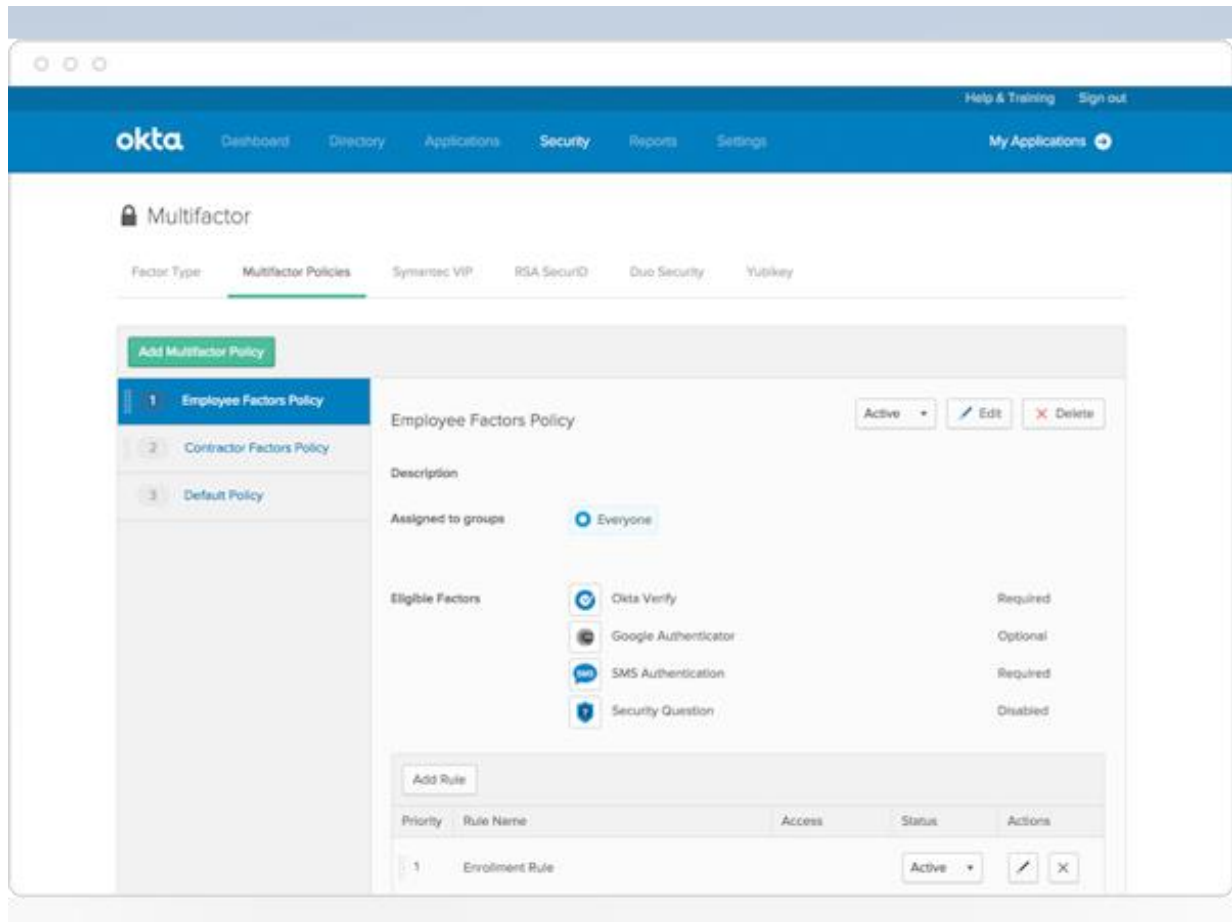 Help & Training Sign out
okta Dashboard Directory Applications Security Reports Settings My Applications
Multifactor
Factor Type Multifactor Policies Symantec VIP RSA SecurID Duo Security Yubikey
Add Multifactor Policy
1 Employee Factors Policy
2 Contractor Factors Policy
3 Default Policy
Employee Factors Policy Active Edit Delete
Description
Assigned to groups Everyone
Eligible Factors Okta Verify Required
Google Authenticator Optional
SMS SMS Authentication Required
? Security Question Disabled
Add Rule
Priority Rule Name Access Status Actions
1 Enrollment Rule Active